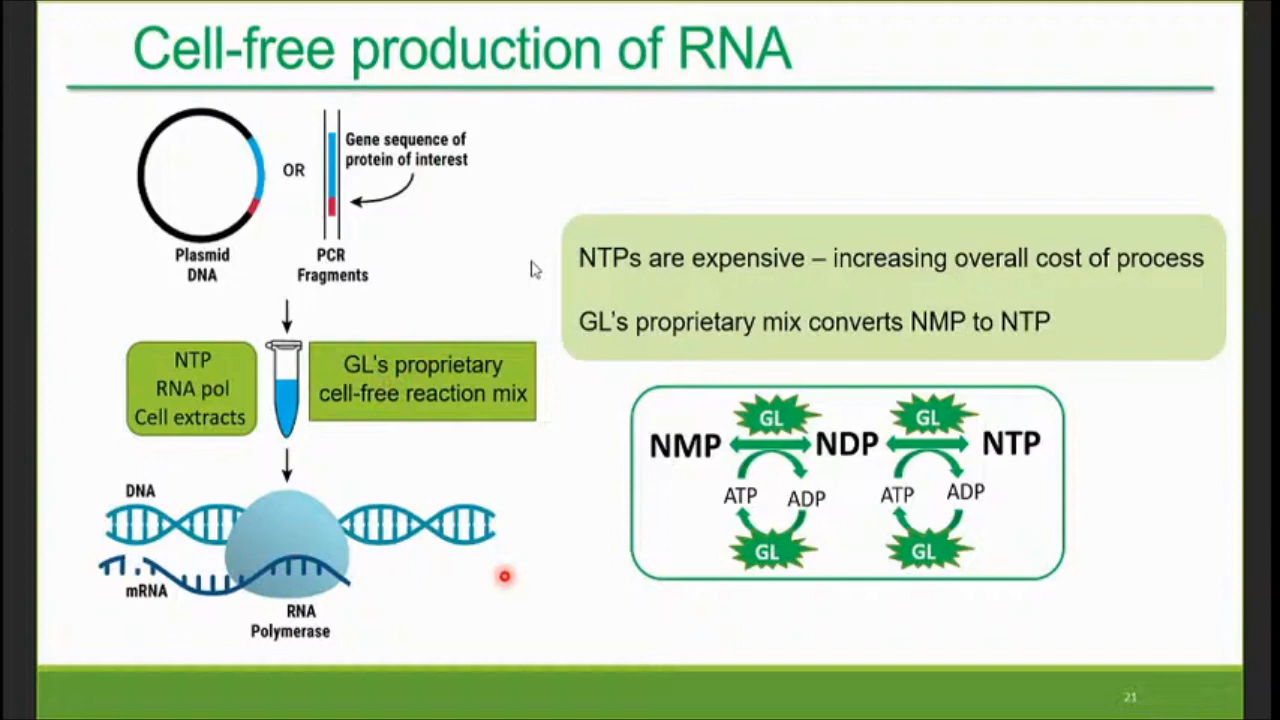 Cell-free production of RNA
Gene sequence of
protein of interest
OR
Plasmid
DNA
PCR
Fragments
NTP
RNA pol
Cell extracts
GL's proprietary
cell-free reaction mix
DNA
mRNA
RNA
Polymerase
NTPs are expensive – increasing overall cost of process
GL's proprietary mix converts NMP to NTP
GL
GL
NMP
NDP
NTP
ATP
ADP
ATP
ADP
GL
GL
21